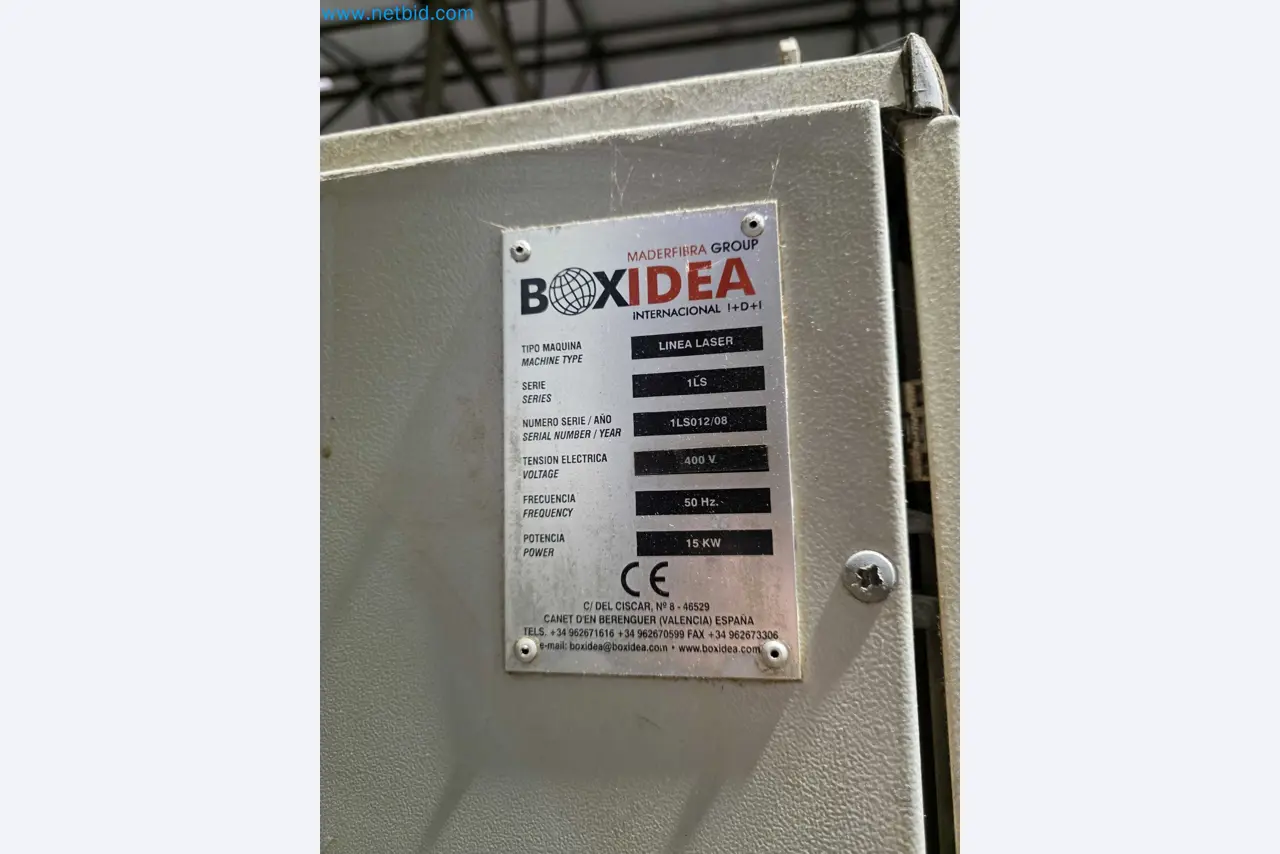 www.netbid.com
MADERFIBRA GROUP
BOXIDEA
INTERNACIONAL I+D+I
TIPO MAQUINA
MACHINE TYPE
LINEA LASER
SERIE
SERIES
1LS
NUMERO SERIE / AÑO
SERIAL NUMBER / YEAR
1LS012/08
TENSION ELECTRICA
VOLTAGE
400 V
FRECUENCIA
FREQUENCY
50 Hz.
POTENCIA
POWER
15 KW
CE
C/ DEL CISCAR, Nº 8 - 46529
CANET D'EN BERENGUER (VALENCIA) ESPAÑA
TELS. +34 962671616 +34 962670599 FAX +34 962673306
e-mail: boxidea@boxidea.com • www.boxidea.com